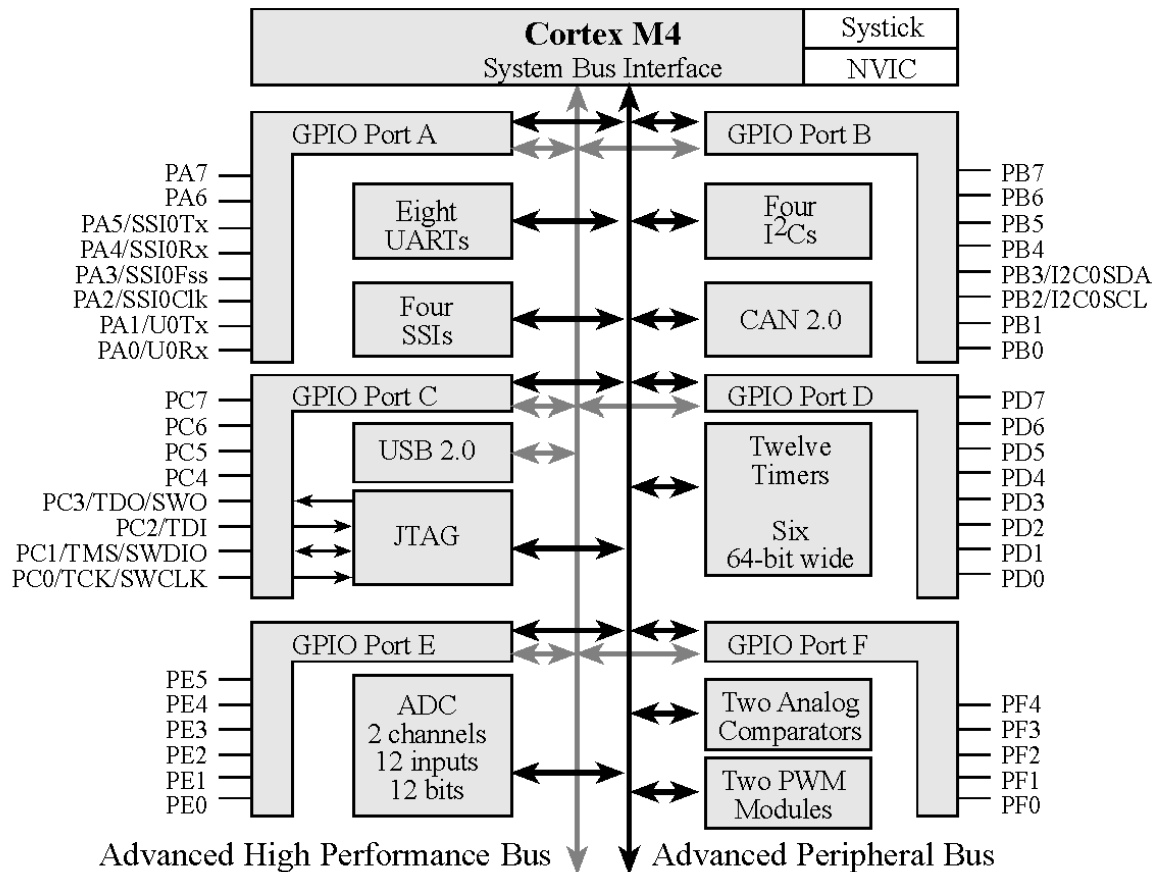 Cortex M4
System Bus Interface
Systick
NVIC
GPIO Port A
PA7
PA6
PA5/SSI0Tx
PA4/SSI0Rx
PA3/SSI0Fss
PA2/SSI0Clk
PA1/U0Tx
PA0/U0Rx
Eight
UARTs
Four
SSIs
GPIO Port B
Four
I²Cs
CAN 2.0
PB7
PB6
PB5
PB4
PB3/I2C0SDA
PB2/I2C0SCL
PB1
PB0
GPIO Port C
PC7
PC6
PC5
PC4
PC3/TDO/SWO
PC2/TDI
PC1/TMS/SWDIO
PC0/TCK/SWCLK
USB 2.0
JTAG
GPIO Port D
Twelve
Timers
Six
64-bit wide
PD7
PD6
PD5
PD4
PD3
PD2
PD1
PD0
GPIO Port E
PE5
PE4
PE3
PE2
PE1
PE0
ADC
2 channels
12 inputs
12 bits
GPIO Port F
Two Analog
Comparators
Two PWM
Modules
PF4
PF3
PF2
PF1
PF0
Advanced High Performance Bus
Advanced Peripheral Bus